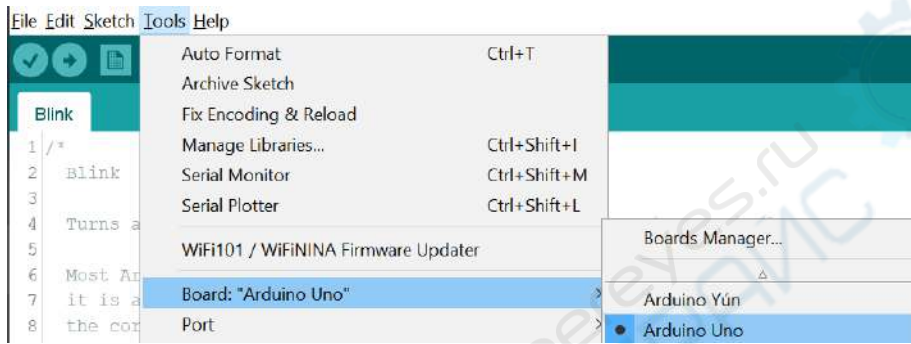 File Edit Sketch Tools Help
Auto Format Ctrl+T
Archive Sketch
Fix Encoding & Reload
Manage Libraries... Ctrl+Shift+I
Serial Monitor Ctrl+Shift+M
Serial Plotter Ctrl+Shift+L
WiFi101 / WiFiNINA Firmware Updater
Board: "Arduino Uno"
Port
Boards Manager...
Arduino Yún
Arduino Uno
Blink
1 /*
2 Blink
3
4 Turns a
5
6 Most Ar
7 it is a
8 the cor